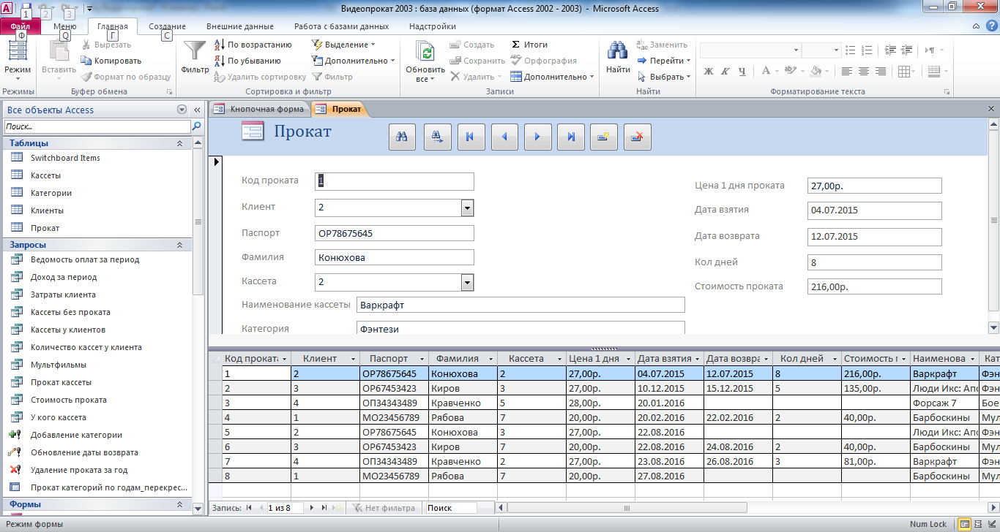 Видеопрокат 2003 : база данных (формат Access 2002 - 2003) - Microsoft Access
1 2 3
Файл Меню Главная Создание Внешние данные Работа с базами данных Надстройки
Ф Q Г С
Режим
Режимы
Вставить
Вырезать
Копировать
Формат по образцу
Буфер обмена
Фильтр
По возрастанию
По убыванию
Удалить сортировку
Выделение
Дополнительно
Фильтр
Сортировка и фильтр
Обновить все
Создать
Сохранить
Удалить
Итоги
Орфография
Дополнительно
Записи
Найти
Заменить
Перейти
Выбрать
Найти
Ж К Ч
А
Форматирование текста
Все объекты Access
Поиск...
Таблицы
Switchboard Items
Кассеты
Категории
Клиенты
Прокат
Запросы
Ведомость оплат за период
Доход за период
Затраты клиента
Кассеты без проката
Кассеты у клиентов
Количество кассет у клиента
Мультфильмы
Прокат кассеты
Стоимость проката
У кого кассета
Добавление категории
Обновление даты возврата
Удаление проката за год
Прокат категорий по годам_перекрес...
Формы
Кнопочная форма Прокат
Прокат
Код проката 1
Клиент 2
Паспорт ОР78675645
Фамилия Конюхова
Кассета 2
Наименование кассеты Варкрафт
Категория Фэнтези
Цена 1 дня проката 27,00р.
Дата взятия 04.07.2015
Дата возврата 12.07.2015
Кол дней 8
Стоимость проката 216,00р.
Код проката Клиент Паспорт Фамилия Кассета Цена 1 дня Дата взятия Дата возвра Кол дней Стоимость г Наименова Кат
1 2 ОР78675645 Конюхова 2 27,00р. 04.07.2015 12.07.2015 8 216,00р. Варкрафт Фэн
2 3 ОР67453423 Киров 3 27,00р. 10.12.2015 15.12.2015 5 135,00р. Люди Икс: Апо Фэн
3 4 ОП34343489 Кравченко 5 28,00р. 20.01.2016 Форсаж 7 Бое
4 1 МО23456789 Рябова 7 20,00р. 20.02.2016 22.02.2016 2 40,00р. Барбоскины Мул
5 2 ОР78675645 Конюхова 3 27,00р. 22.08.2016 Люди Икс: Апо Фэн
6 3 ОР67453423 Киров 7 20,00р. 22.08.2016 24.08.2016 2 40,00р. Барбоскины Мул
7 4 ОП34343489 Кравченко 2 27,00р. 23.08.2016 26.08.2016 3 81,00р. Варкрафт Фэн
8 1 МО23456789 Рябова 7 20,00р. 27.08.2016 Барбоскины Мул
Запись: 1 из 8 Нет фильтра Поиск
Режим формы Num Lock